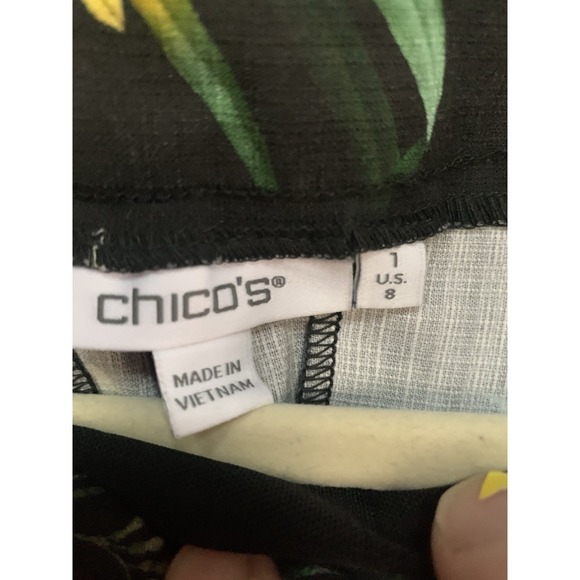 chico's®
1
U.S.
8
MADE IN
VIETNAM